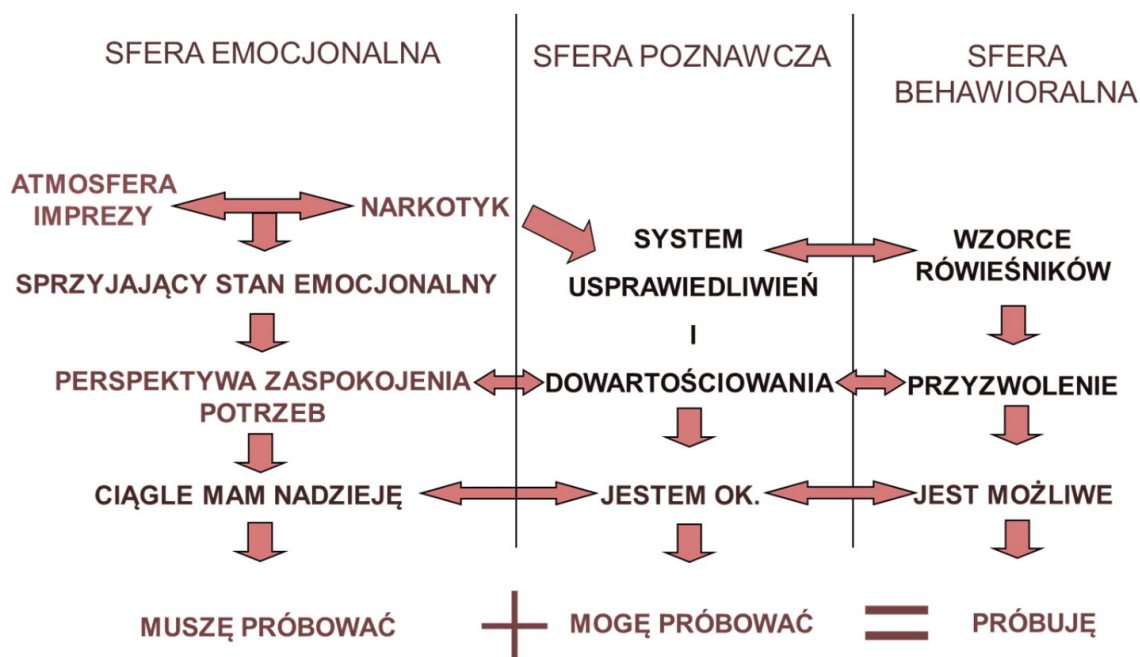 SFERA EMOCJONALNA
SFERA POZNAWCZA
SFERA
BEHAWIORALNA
ATMOSFERA
IMPREZY
NARKOTYK
SPRZYJAJĄCY STAN EMOCJONALNY
PERSPEKTYWA ZASPOKOJENIA
POTRZEB
CIĄGLE MAM NADZIEJĘ
MUSZĘ PRÓBOWAĆ
SYSTEM
USPRAWIEDLIWIEŃ
I
DOWARTOŚCIOWANIA
JESTEM OK.
+
MOGĘ PRÓBOWAĆ
WZORCE
RÓWIEŚNIKÓW
PRZYZWOLENIE
JEST MOŻLIWE
=
PRÓBUJĘ